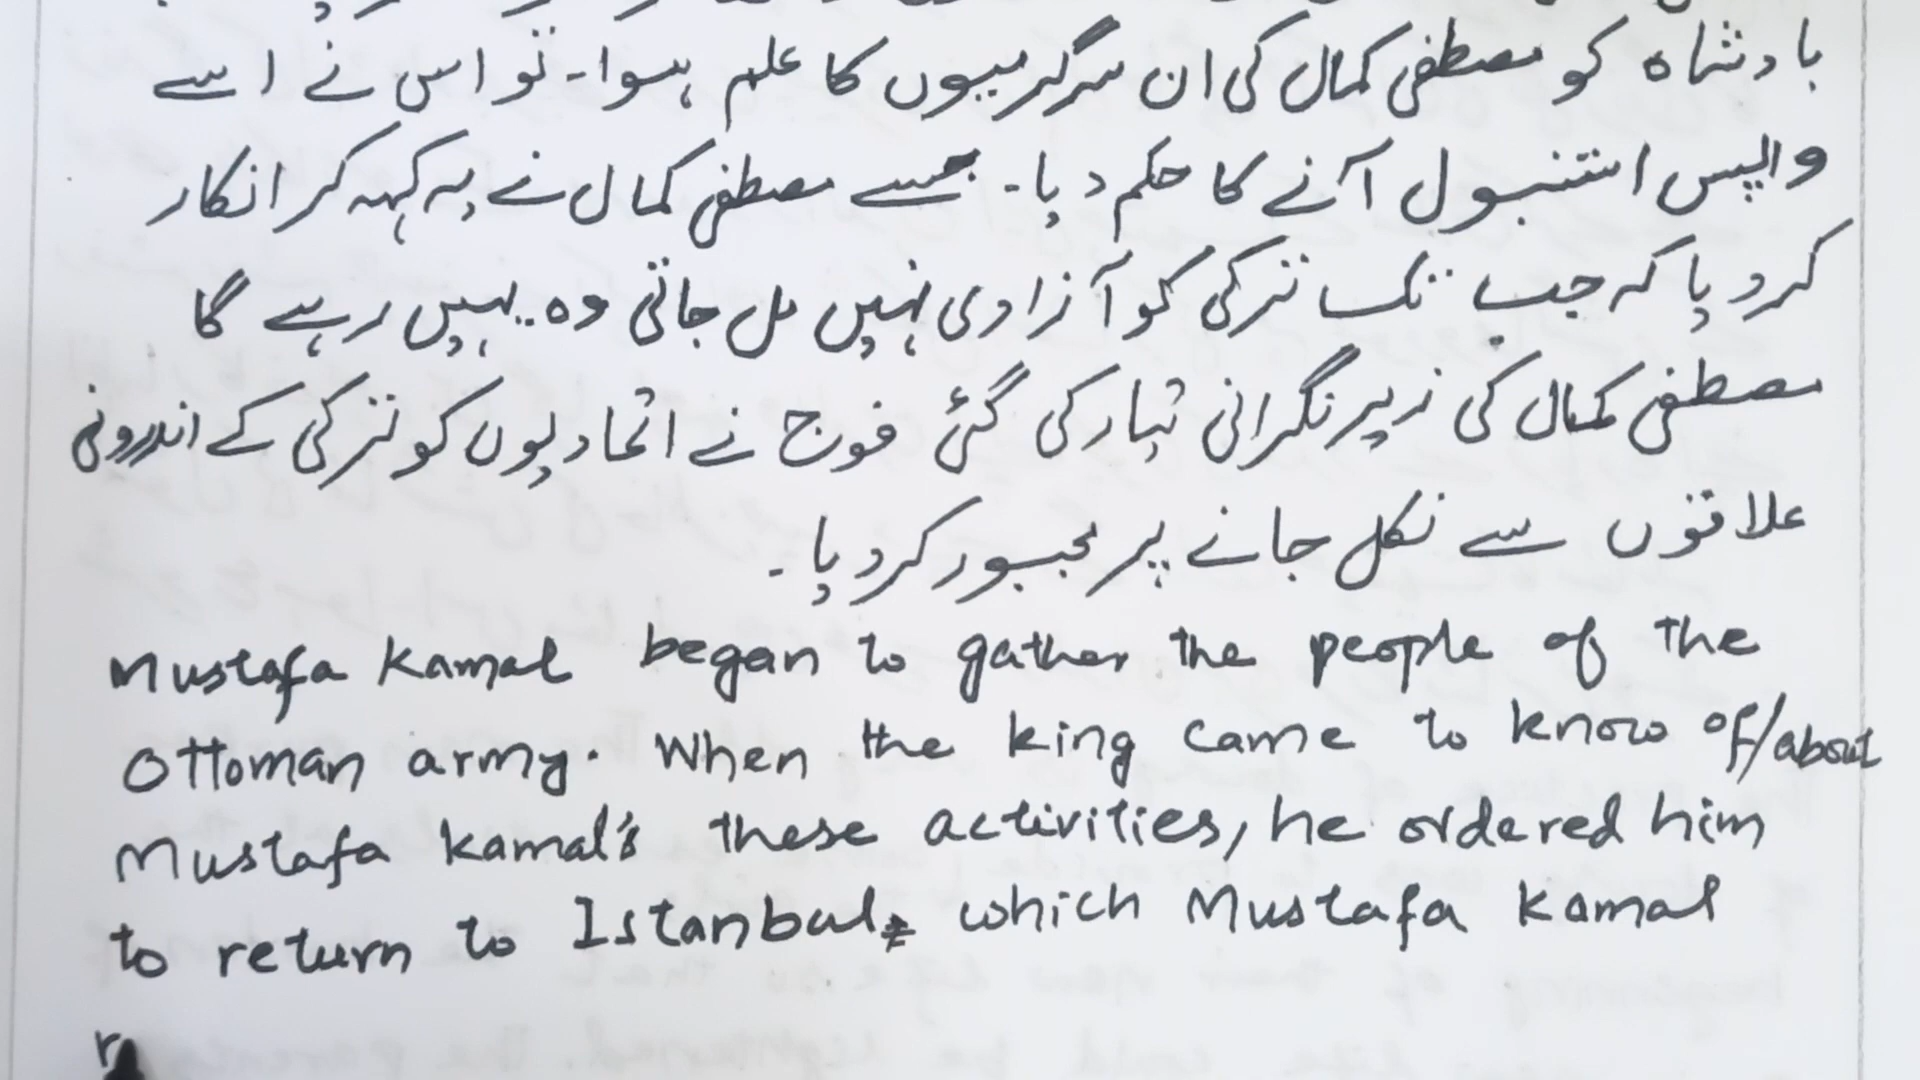 بادشاہ کو مصطفی کمال کی ان سرگرمیوں کا علم ہوا۔ تو اس نے اسے
واپس استنبول آنے کا حکم دیا۔ جسے مصطفی کمال نے یہ کہہ کر انکار
کر دیا کہ جب تک ترکی کو آزادی نہیں مل جاتی وہ یہیں رہے گا
مصطفی کمال کی زیر نگرانی تیار کی گئی فوج نے اتحادیوں کو ترکی کے اندرونی
علاقوں سے نکل جانے پر مجبور کر دیا۔
Mustafa Kamal began to gather the people of the
Ottoman army. When the king came to know of/about
Mustafa Kamal's these activities, he ordered him
to return to Istanbul, which Mustafa Kamal
r